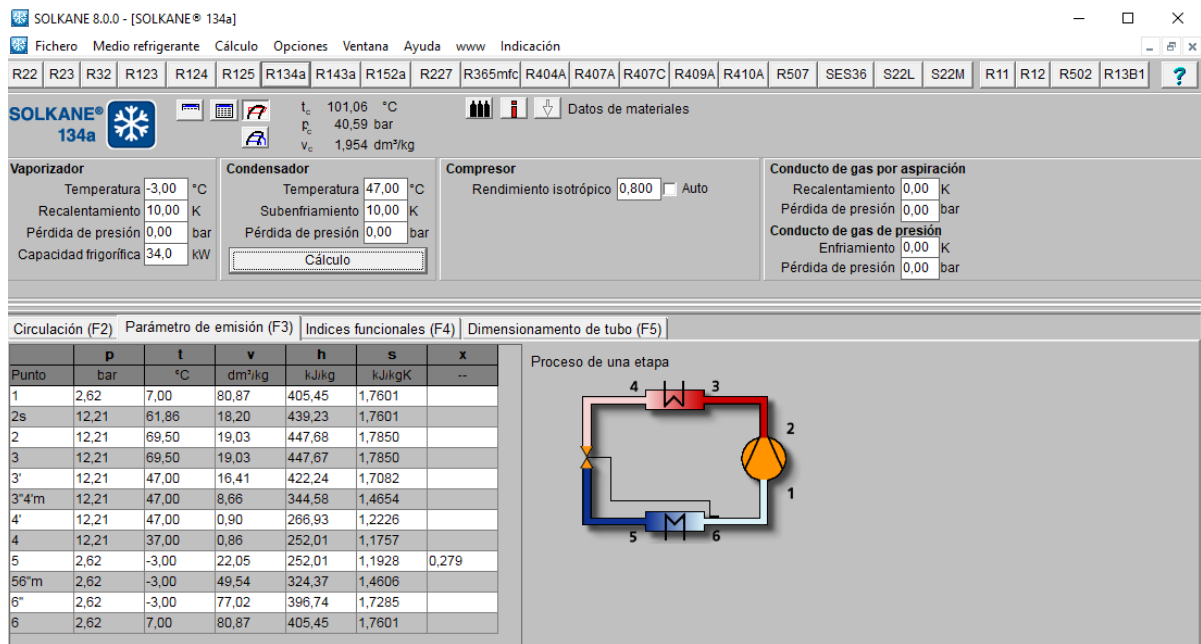 SOLKANE 8.0.0 - [SOLKANE® 134a]
Fichero Medio refrigerante Cálculo Opciones Ventana Ayuda www Indicación
R22 R23 R32 R123 R124 R125 R134a R143a R152a R227 R365mfc R404A R407A R407C R409A R410A R507 SES36 S22L S22M R11 R12 R502 R13B1 ?
SOLKANE® 134a
tc 101,06 °C
pc 40,59 bar
vc 1,954 dm³/kg
i Datos de materiales
Vaporizador
Temperatura -3,00 °C
Recalentamiento 10,00 K
Pérdida de presión 0,00 bar
Capacidad frigorífica 34,0 kW
Condensador
Temperatura 47,00 °C
Subenfriamiento 10,00 K
Pérdida de presión 0,00 bar
Cálculo
Compresor
Rendimiento isotrópico 0,800 Auto
Conducto de gas por aspiración
Recalentamiento 0,00 K
Pérdida de presión 0,00 bar
Conducto de gas de presión
Enfriamiento 0,00 K
Pérdida de presión 0,00 bar
Circulación (F2) Parámetro de emisión (F3) Indices funcionales (F4) Dimensionamento de tubo (F5)
p t v h s x
Punto bar °C dm³/kg kJ/kg kJ/kgK --
1 2,62 7,00 80,87 405,45 1,7601
2s 12,21 61,86 18,20 439,23 1,7601
2 12,21 69,50 19,03 447,68 1,7850
3 12,21 69,50 19,03 447,67 1,7850
3' 12,21 47,00 16,41 422,24 1,7082
3"4'm 12,21 47,00 8,66 344,58 1,4654
4' 12,21 47,00 0,90 266,93 1,2226
4 12,21 37,00 0,86 252,01 1,1757
5 2,62 -3,00 22,05 252,01 1,1928 0,279
56"m 2,62 -3,00 49,54 324,37 1,4606
6" 2,62 -3,00 77,02 396,74 1,7285
6 2,62 7,00 80,87 405,45 1,7601
Proceso de una etapa
4 3
2
1
5 6